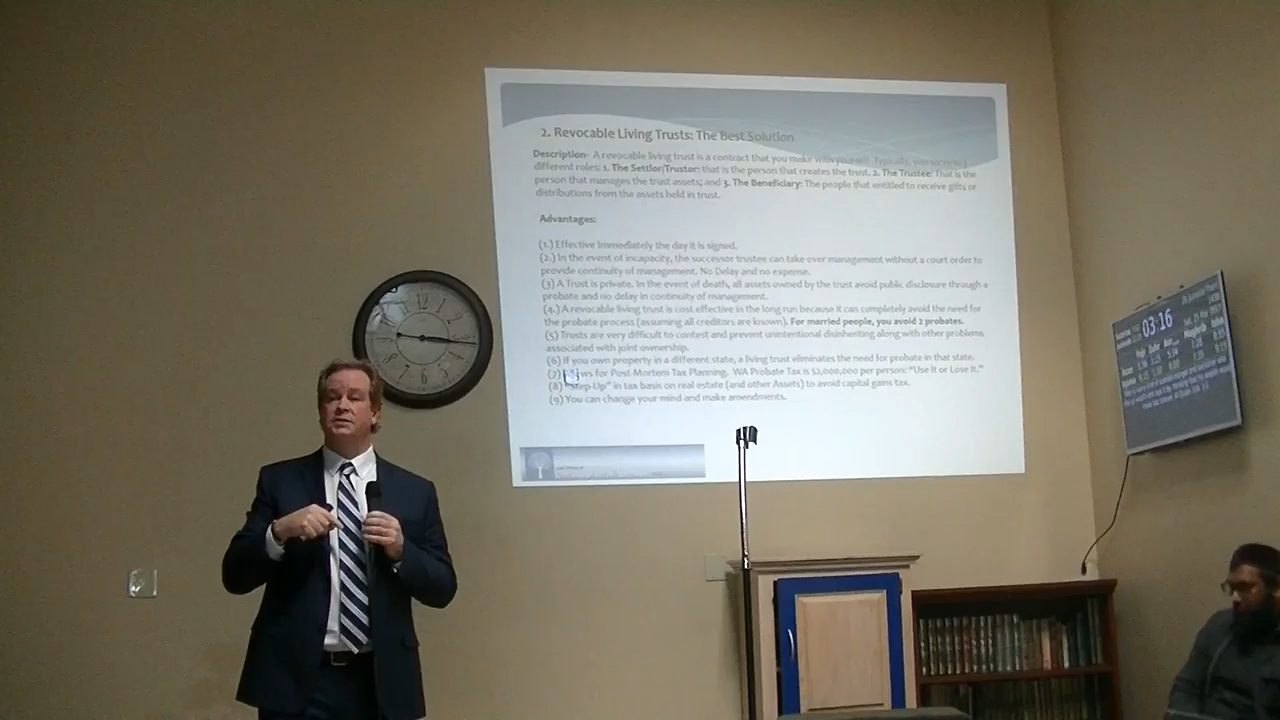 2. Revocable Living Trusts: The Best Solution
Description- A revocable living trust is a contract that you make with yourself. Typically, you serve in 3
different roles: 1. The Settlor/Trustor: that is the person that creates the trust. 2. The Trustee: That is the
person that manages the trust assets; and 3. The Beneficiary: The people that entitled to receive gifts or
distributions from the assets held in trust.
Advantages:
(1.) Effective immediately the day it is signed.
(2.) In the event of incapacity, the successor trustee can take over management without a court order to
provide continuity of management. No Delay and no expense.
(3) A Trust is private. In the event of death, all assets owned by the trust avoid public disclosure through a
probate and no delay in continuity of management.
(4.) A revocable living trust is cost effective in the long run because it can completely avoid the need for
the probate process (assuming all creditors are known). For married people, you avoid 2 probates.
(5) Trusts are very difficult to contest and prevent unintentional disinheriting along with other problems
associated with joint ownership.
(6) If you own property in a different state, a living trust eliminates the need for probate in that state.
(7) ws for Post-Mortem Tax Planning. WA Probate Tax is $2,000,000 per person: "Use It or Lose It."
(8) "Step-Up" in tax basis on real estate (and other Assets) to avoid capital gains tax.
(9) You can change your mind and make amendments.
12
03:16